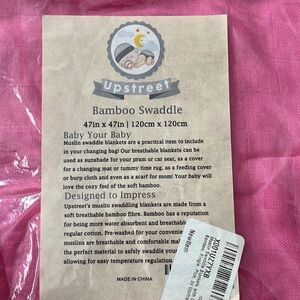 upstreet
Bamboo Swaddle
47in x 47in | 120cm x 120cm
Baby Your Baby
Muslin swaddle blankets are a practical item to include
in your changing bag! Our breathable blankets can be
used as sunshade for your pram or car seat, as a cover
for a changing mat or tummy time rug, as a feeding cover
or burp cloth and even as a scarf for mom! Your baby will
love the cozy feel of the soft bamboo.
Designed to Impress
Upstreet's muslin swaddling blankets are made from a
soft breathable bamboo fibre. Bamboo has a reputation
for being more water absorbent and breathable
regular cotton. Pre-washed for your convenie
muslins are breathable and comfortable mak
the perfect material to safely swaddle your
allowing for easy temperature regulation
MADE IN CHINA